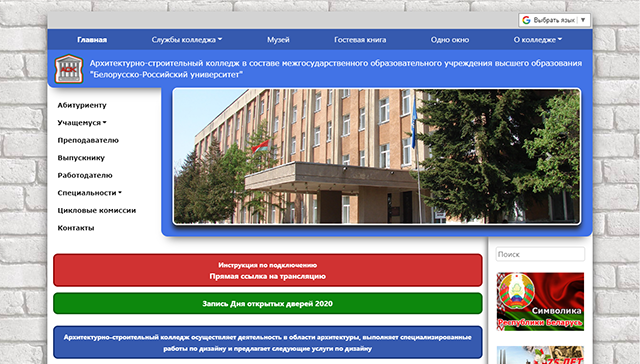 Выбрать язык
Главная
Службы колледжа
Музей
Гостевая книга
Одно окно
О колледже
Архитектурно-строительный колледж в составе межгосударственного образовательного учреждения высшего образования
"Белорусско-Российский университет"
Абитуриенту
Учащемуся
Преподавателю
Выпускнику
Работодателю
Специальности
Цикловые комиссии
Контакты
Инструкция по подключению
Прямая ссылка на трансляцию
Запись Дня открытых дверей 2020
Архитектурно-строительный колледж осуществляет деятельность в области архитектуры, выполняет специализированные
работы по дизайну и предлагает следующие услуги по дизайну
Поиск
Символика
Республики Беларусь